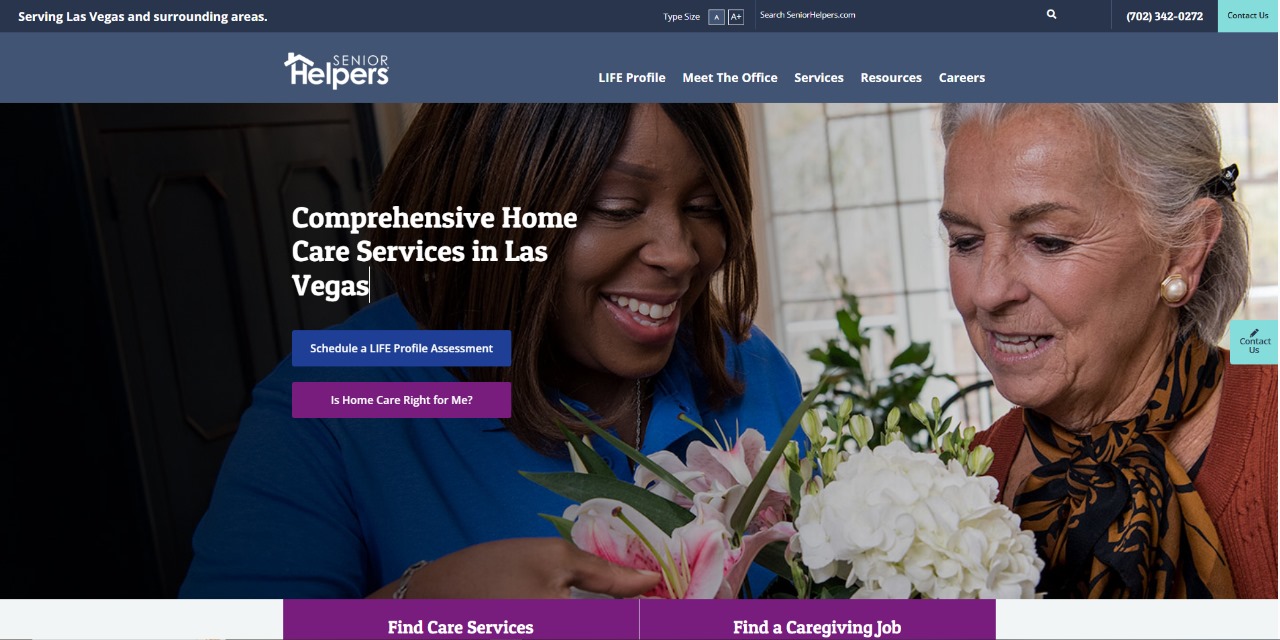 Serving Las Vegas and surrounding areas.
Type Size A A+
Search SeniorHelpers.com
(702) 342-0272
Contact Us
SENIOR
Helpers
LIFE Profile Meet The Office Services Resources Careers
Comprehensive Home
Care Services in Las
Vegas
Schedule a LIFE Profile Assessment
Is Home Care Right for Me?
Contact
Us
Find Care Services
Find a Caregiving Job